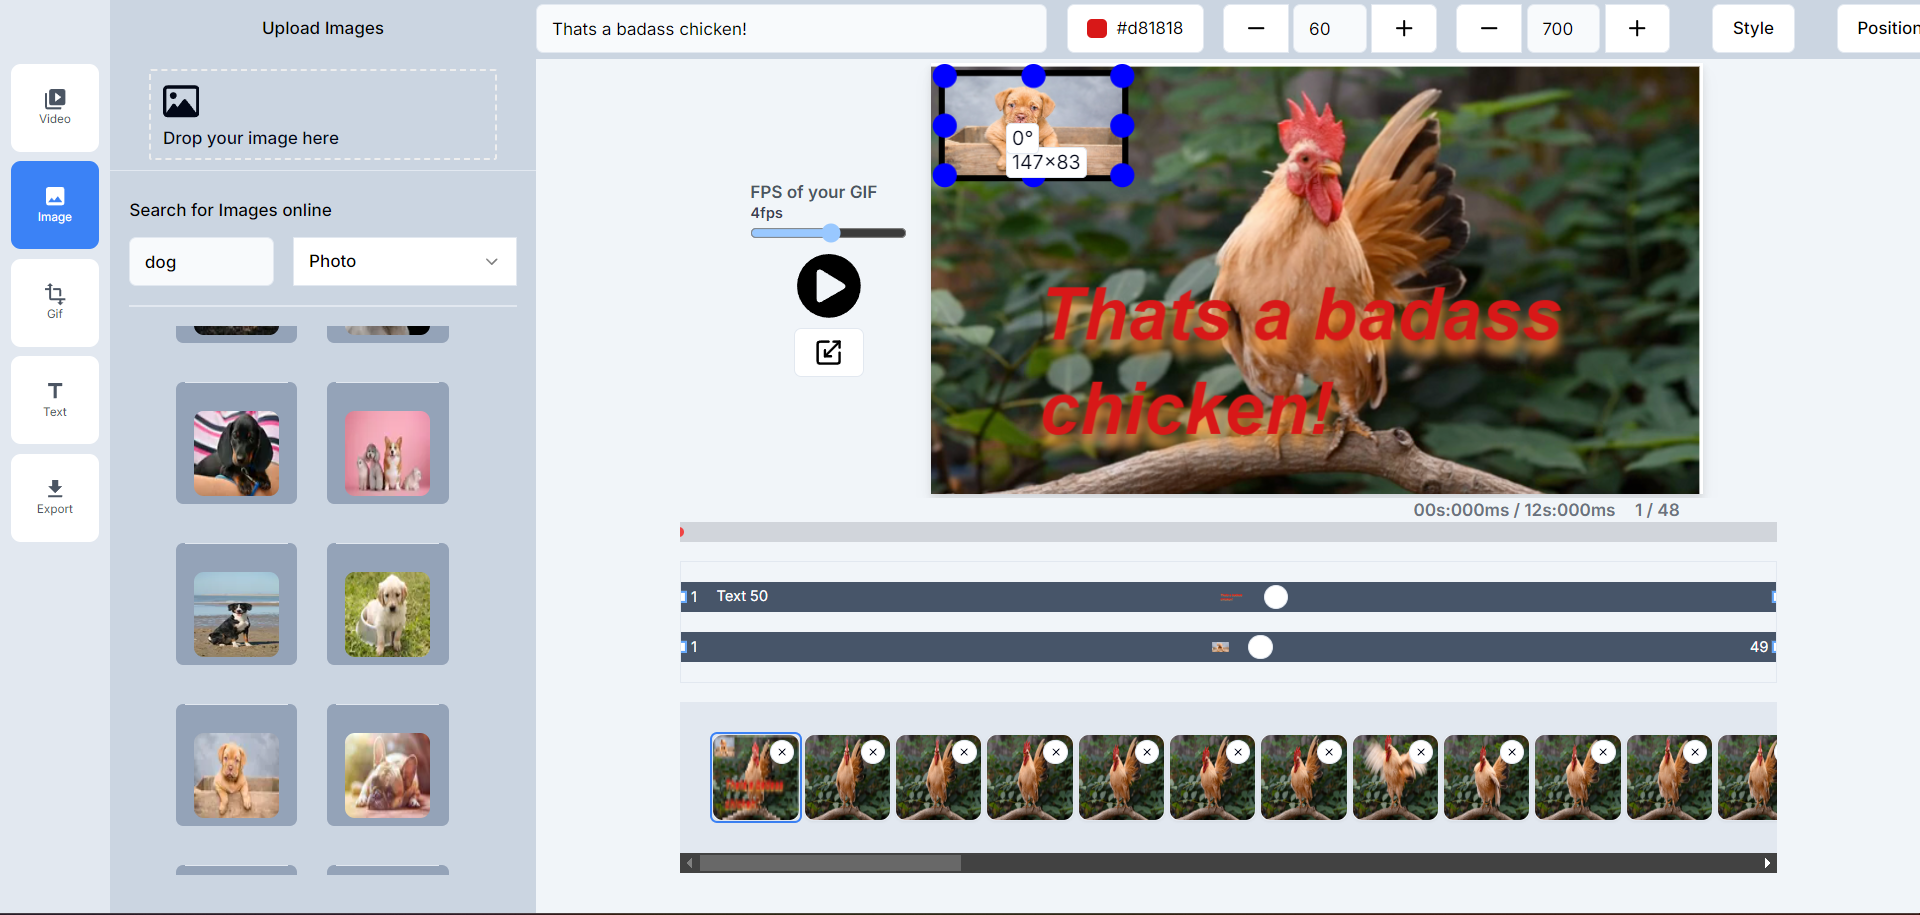 Upload Images
Thats a badass chicken!
#d81818
60
700
Style
Position
Video
Image
Gif
Text
Export
Drop your image here
Search for Images online
dog
Photo
FPS of your GIF
4fps
0°
147×83
Thats a badass
chicken!
00s:000ms / 12s:000ms 1 / 48
1 Text 50
1 49